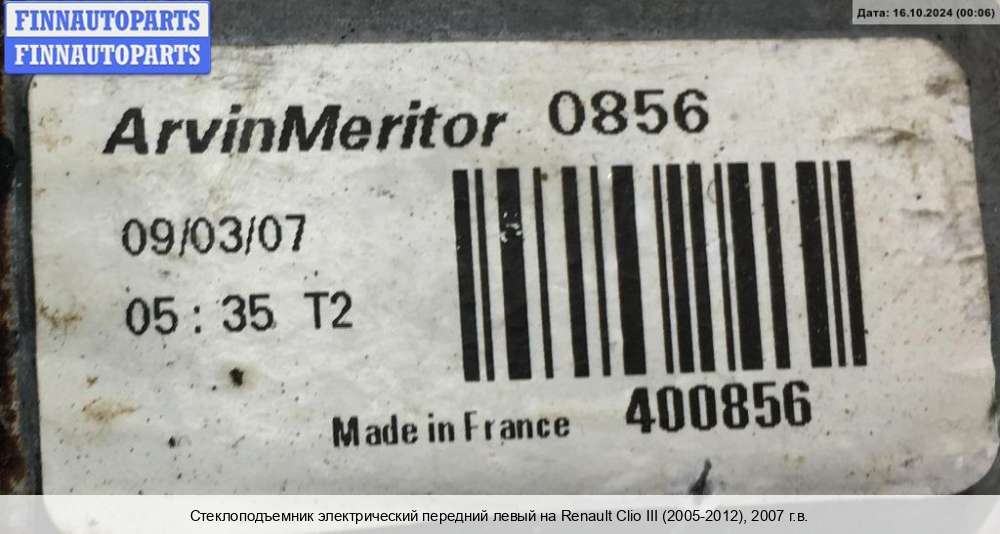 FINNAUTOPARTS
FINNAUTOPARTS
Дата: 16.10.2024 (00:06)
ArvinMeritor 0856
09/03/07
05 : 35 T2
400856
Made in France
Стеклоподъемник электрический передний левый на Renault Clio III (2005-2012), 2007 г.в.